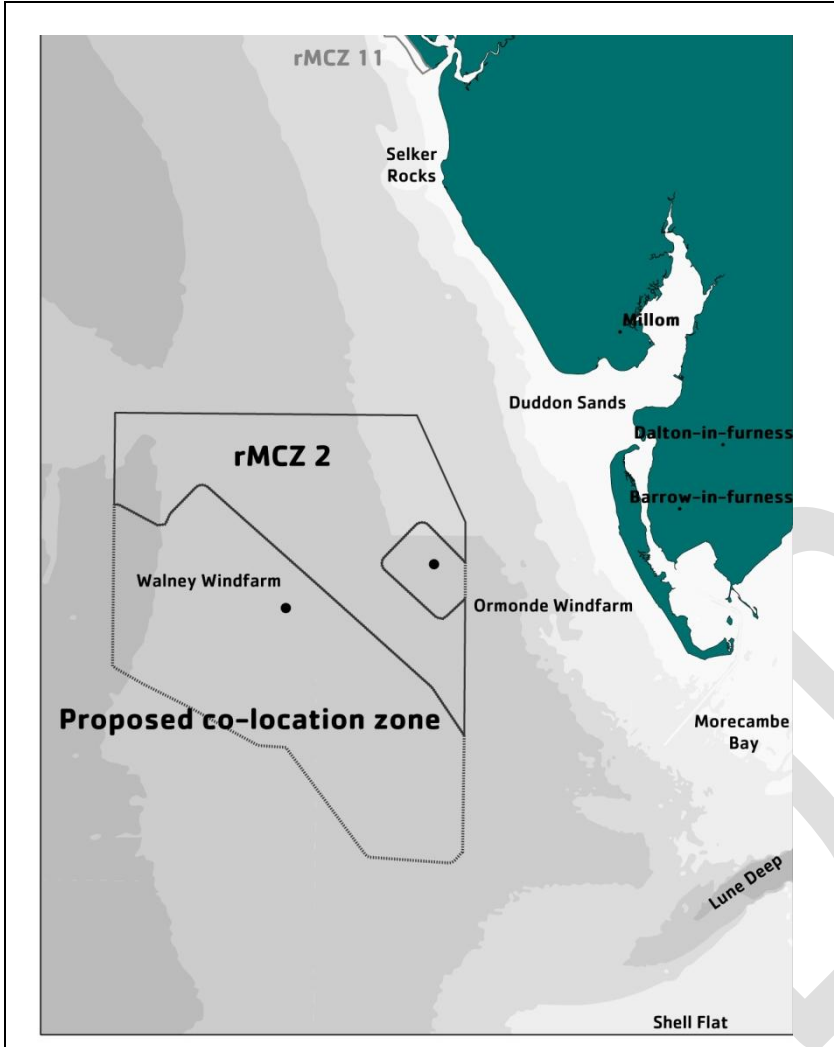 rMCZ 11
Selker
Rocks
Millom
Duddon Sands
Dalton-in-furness
rMCZ 2
Barrow-in-furness
Walney Windfarm
Ormonde Windfarm
Proposed co-location zone
Morecambe
Bay
Lune Deep
Shell Flat